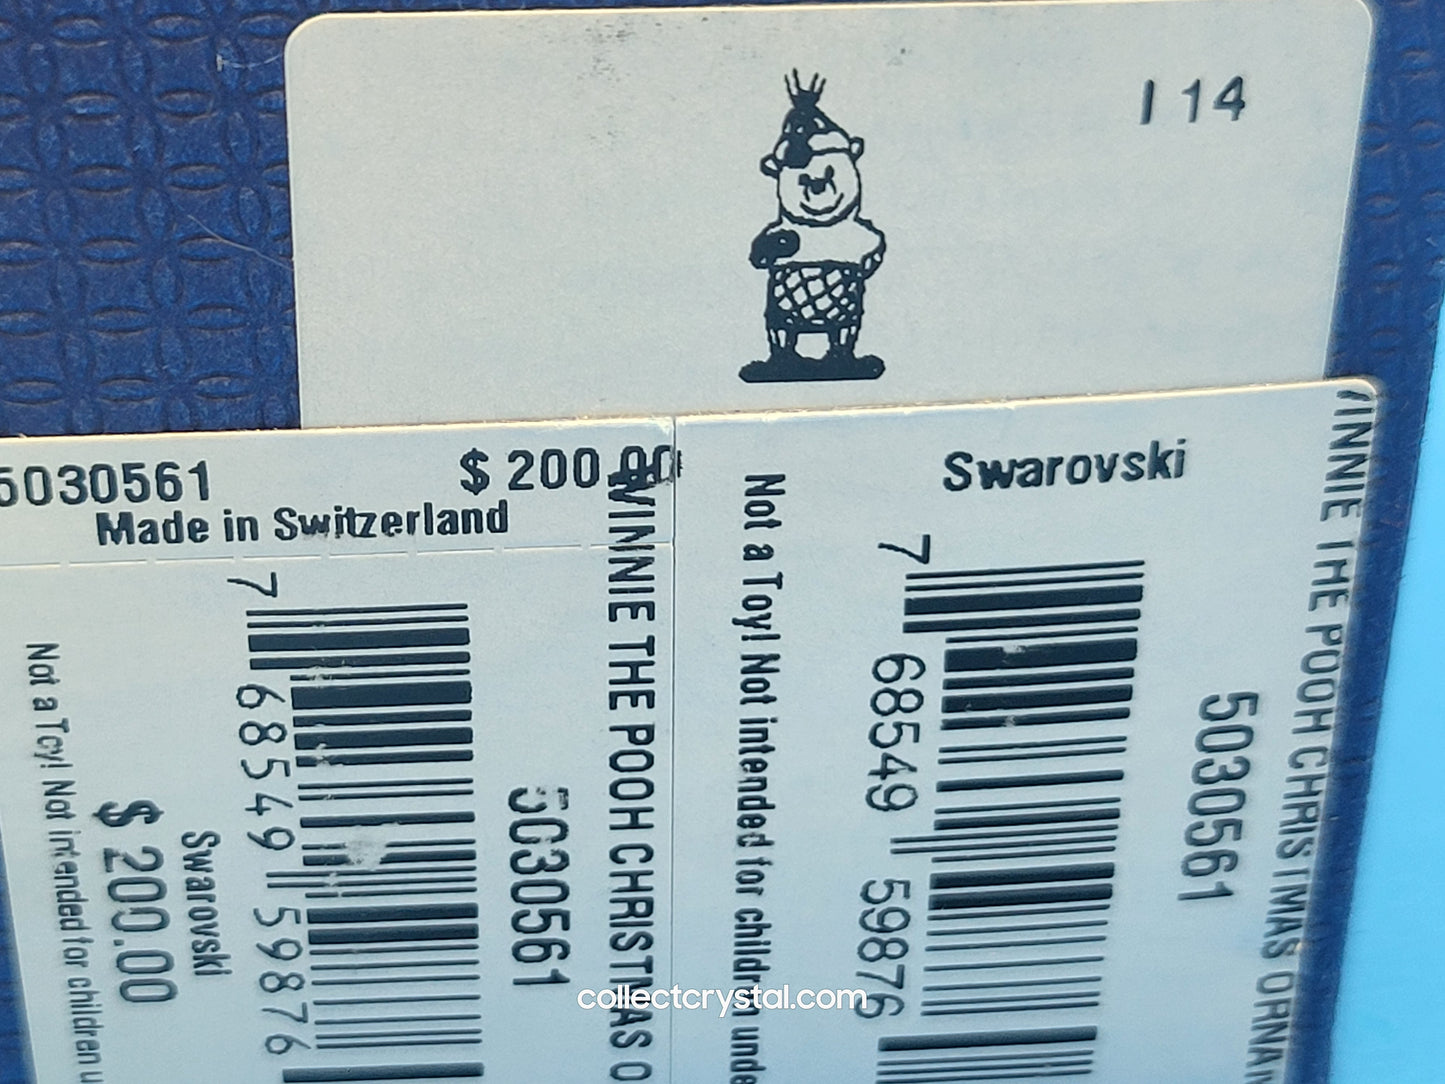 I 14
5030561
$ 200.00
Made in Switzerland
WINNIE THE POOH CHRISTMAS O
7 68549 59876
5030561
Swarovski
$ 200.00
Not a Toy! Not intended for children u
Swarovski
WINNIE THE POOH CHRISTMAS ORNA
5030561
7 68549 59876
Not a Toy! Not intended for children unde
collectcrystal.com